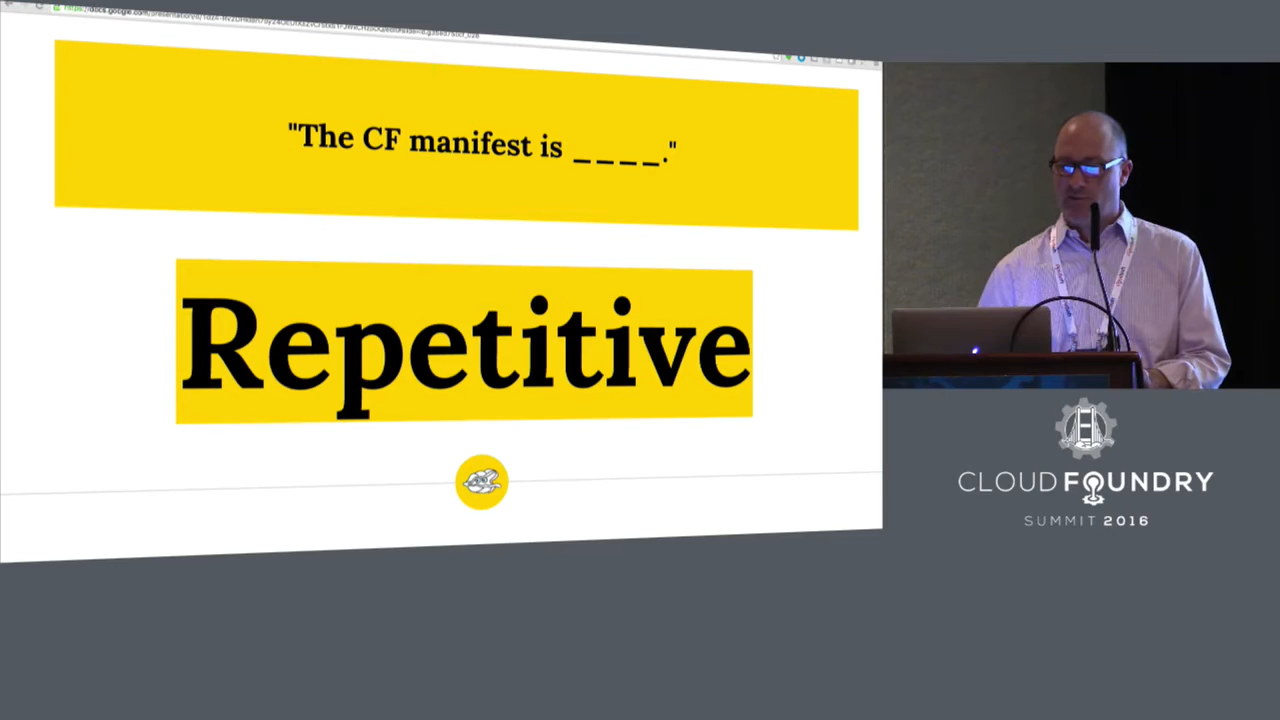 "The CF manifest is ____."
Repetitive
CLOUD FOUNDRY
SUMMIT 2016